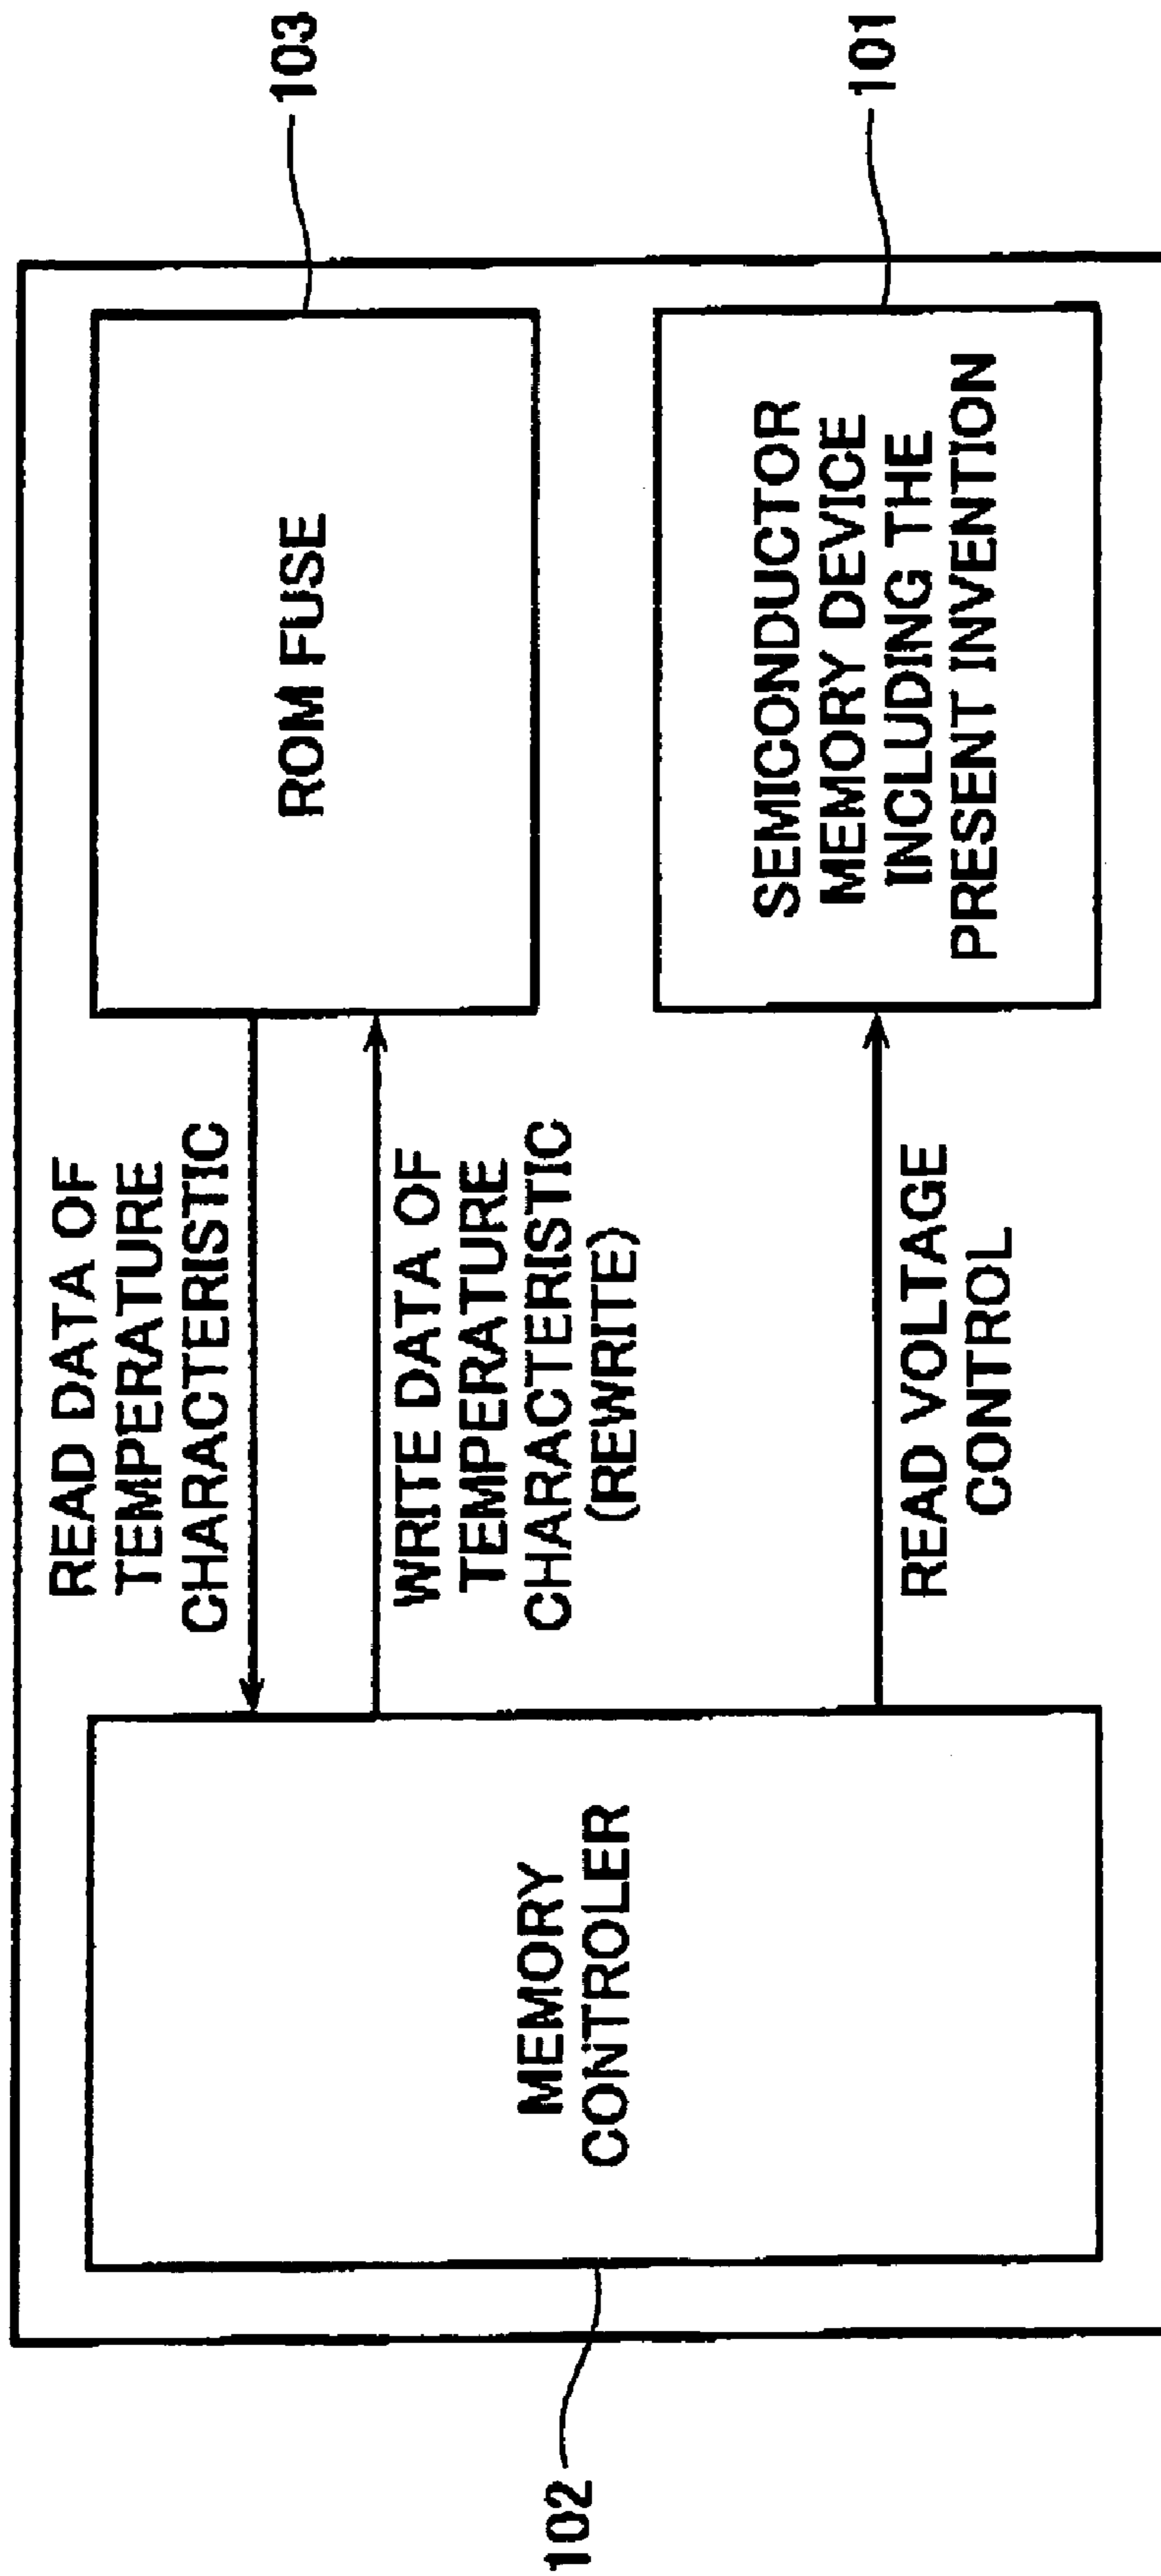 102
MEMORY
CONTROLER
READ DATA OF
TEMPERATURE
CHARACTERISTIC
WRITE DATA OF
TEMPERATURE
CHARACTERISTIC
(REWRITE)
READ VOLTAGE
CONTROL
ROM FUSE
103
SEMICONDUCTOR
MEMORY DEVICE
INCLUDING THE
PRESENT INVENTION
101